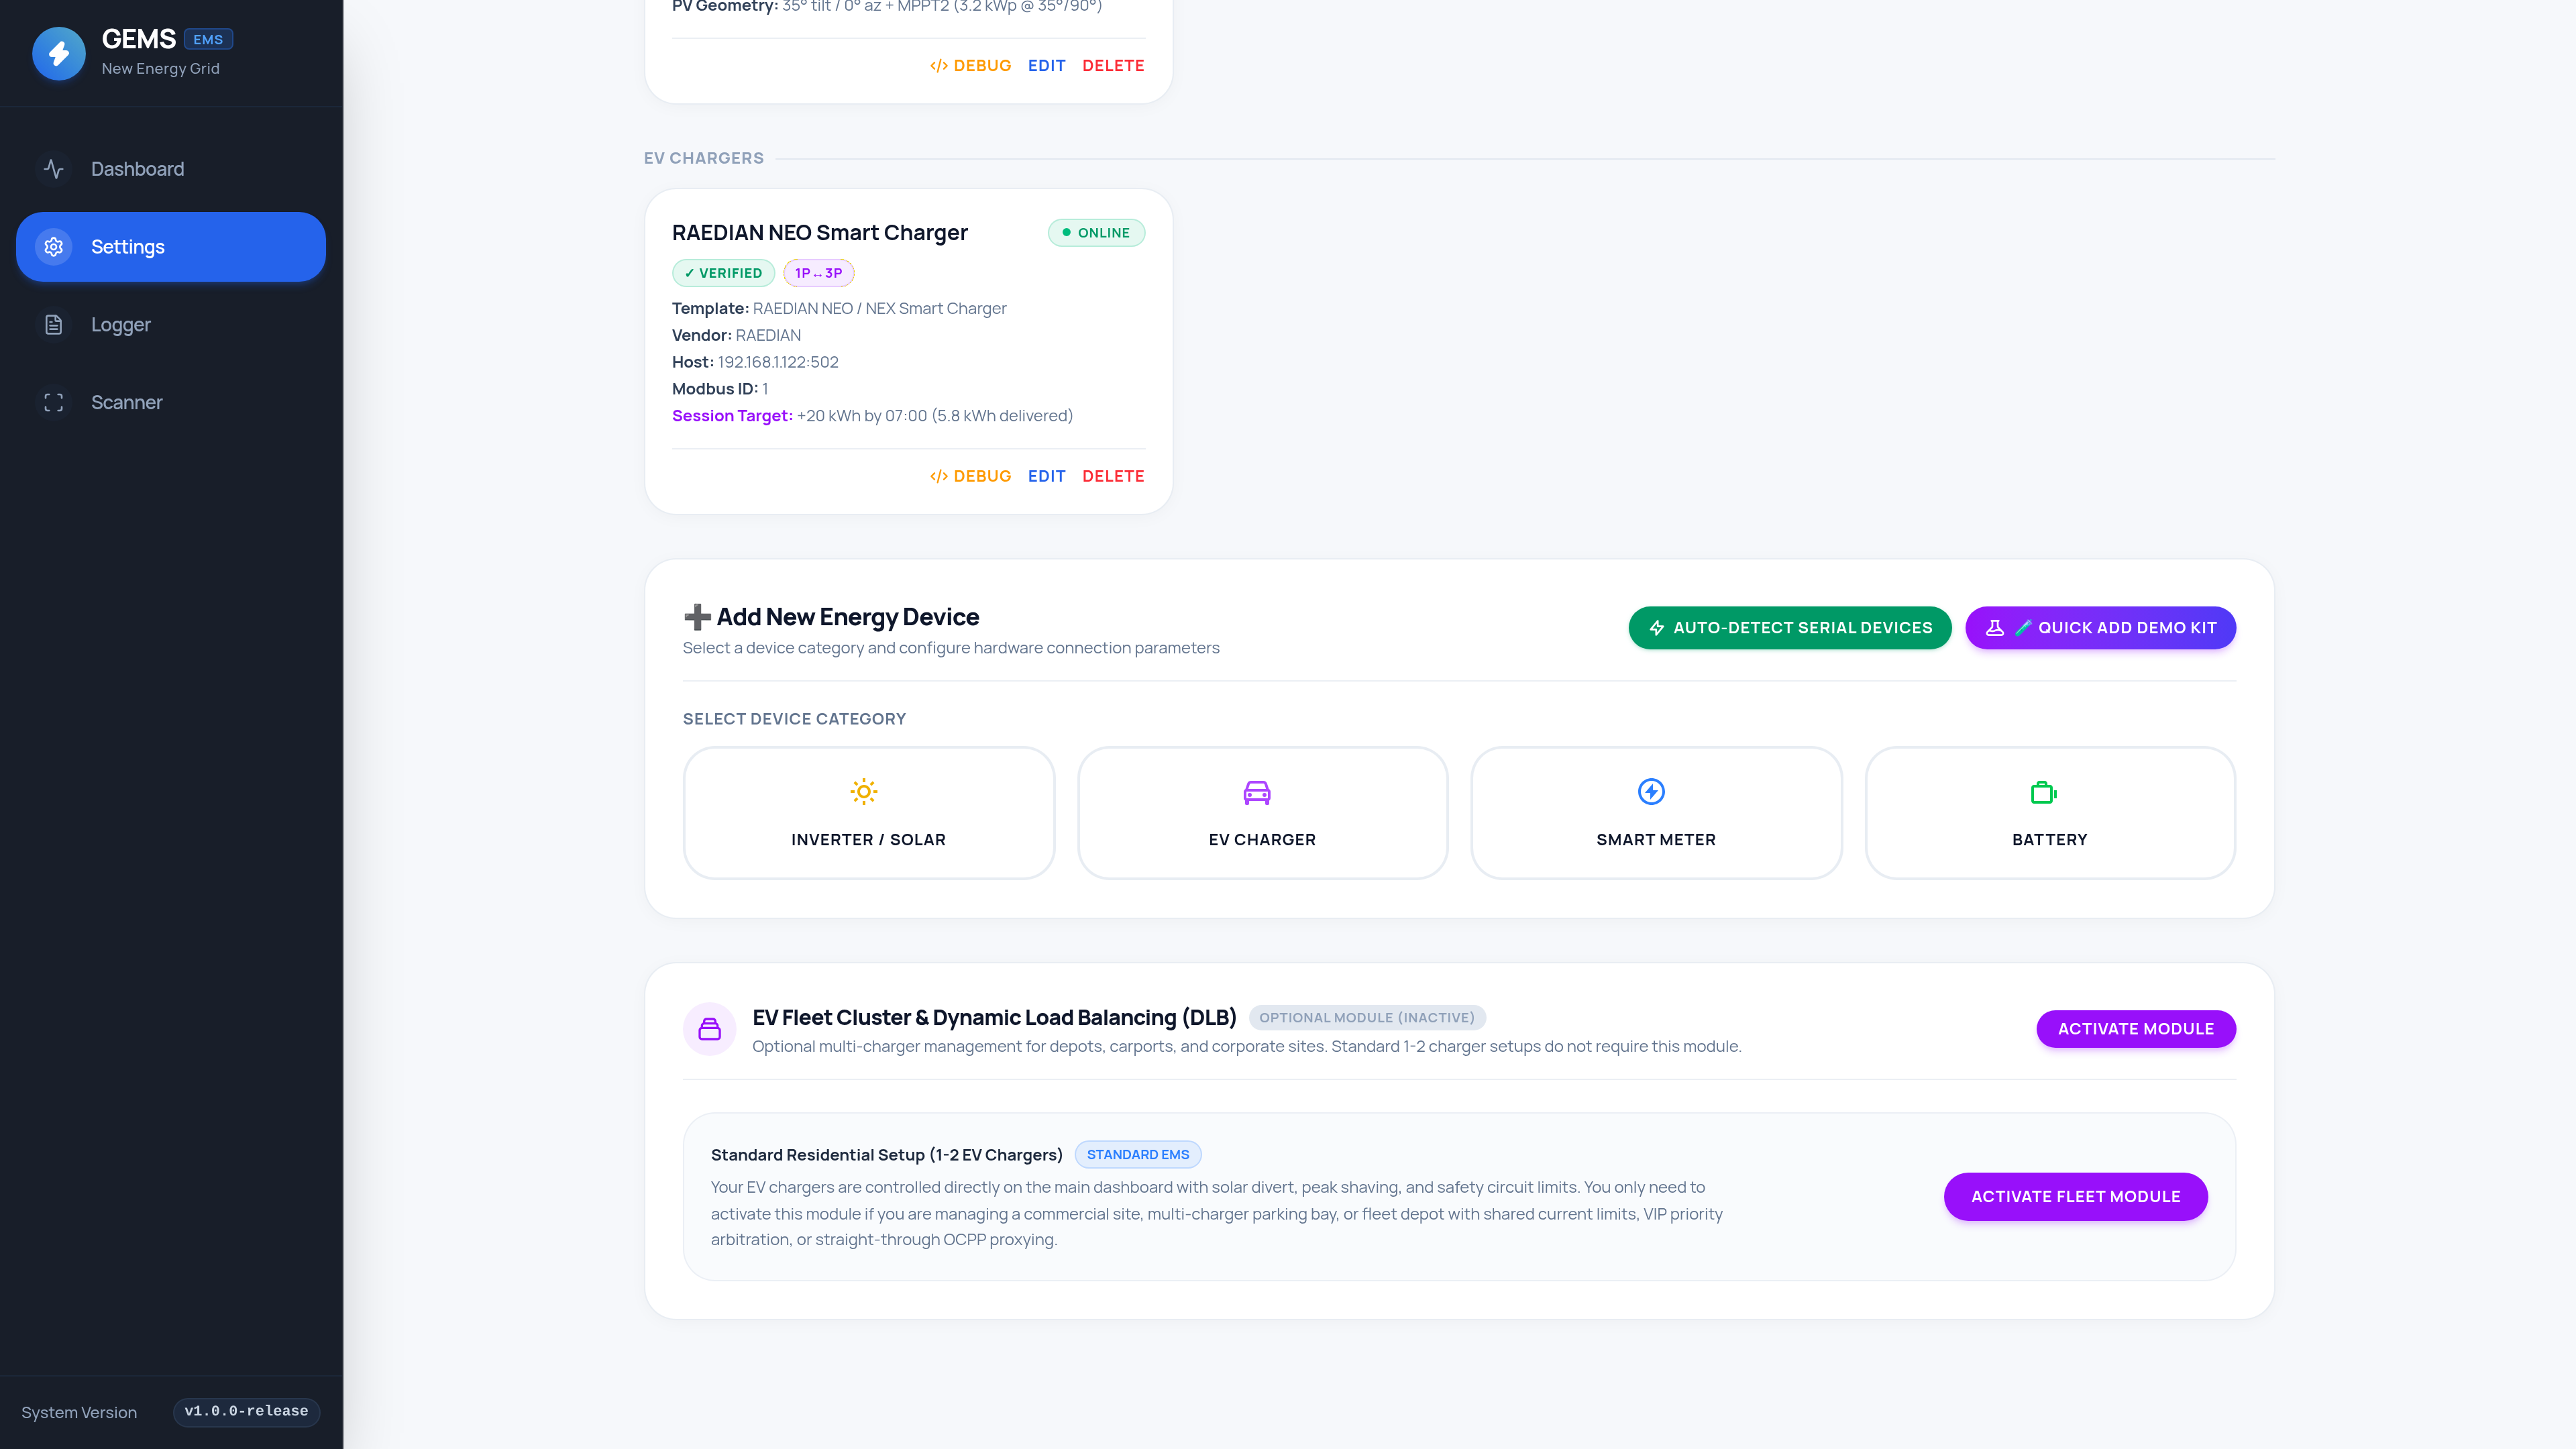 GEMS EMS
New Energy Grid
Dashboard
Settings
Logger
Scanner
System Version v1.0.0-release
PV Geometry: 35° tilt / 0° az + MPPT2 (3.2 kWp @ 35°/90°)
</> DEBUG EDIT DELETE
EV CHARGERS
RAEDIAN NEO Smart Charger ONLINE
✓ VERIFIED 1P↔3P
Template: RAEDIAN NEO / NEX Smart Charger
Vendor: RAEDIAN
Host: 192.168.1.122:502
Modbus ID: 1
Session Target: +20 kWh by 07:00 (5.8 kWh delivered)
</> DEBUG EDIT DELETE
➕ Add New Energy Device
Select a device category and configure hardware connection parameters
AUTO-DETECT SERIAL DEVICES
🧪 QUICK ADD DEMO KIT
SELECT DEVICE CATEGORY
INVERTER / SOLAR
EV CHARGER
SMART METER
BATTERY
EV Fleet Cluster & Dynamic Load Balancing (DLB) OPTIONAL MODULE (INACTIVE)
Optional multi-charger management for depots, carports, and corporate sites. Standard 1-2 charger setups do not require this module.
ACTIVATE MODULE
Standard Residential Setup (1-2 EV Chargers) STANDARD EMS
Your EV chargers are controlled directly on the main dashboard with solar divert, peak shaving, and safety circuit limits. You only need to
activate this module if you are managing a commercial site, multi-charger parking bay, or fleet depot with shared current limits, VIP priority
arbitration, or straight-through OCPP proxying.
ACTIVATE FLEET MODULE